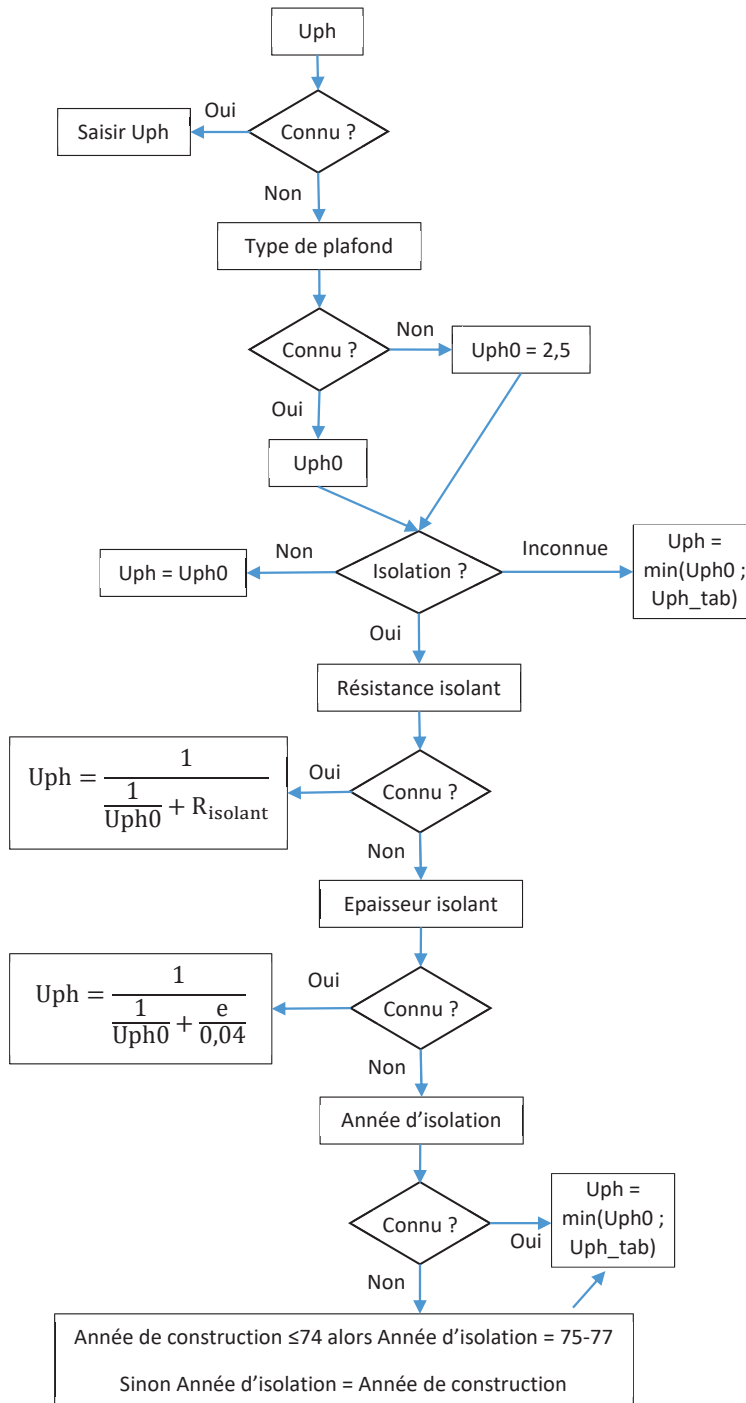 Uph
Oui
Saisir Uph
Connu ?
Non
Type de plafond
Connu ?
Non
Uph0 = 2,5
Oui
Uph0
Non
Inconnue
Uph = Uph0
Isolation ?
Uph =
min(Uph0 ;
Uph_tab)
Oui
Résistance isolant
Uph = 1 / (1/Uph0 + R_isolant)
Oui
Connu ?
Non
Epaisseur isolant
Uph = 1 / (1/Uph0 + e/0,04)
Oui
Connu ?
Non
Année d’isolation
Connu ?
Oui
Uph =
min(Uph0 ;
Uph_tab)
Non
Année de construction ≤74 alors Année d’isolation = 75-77
Sinon Année d’isolation = Année de construction